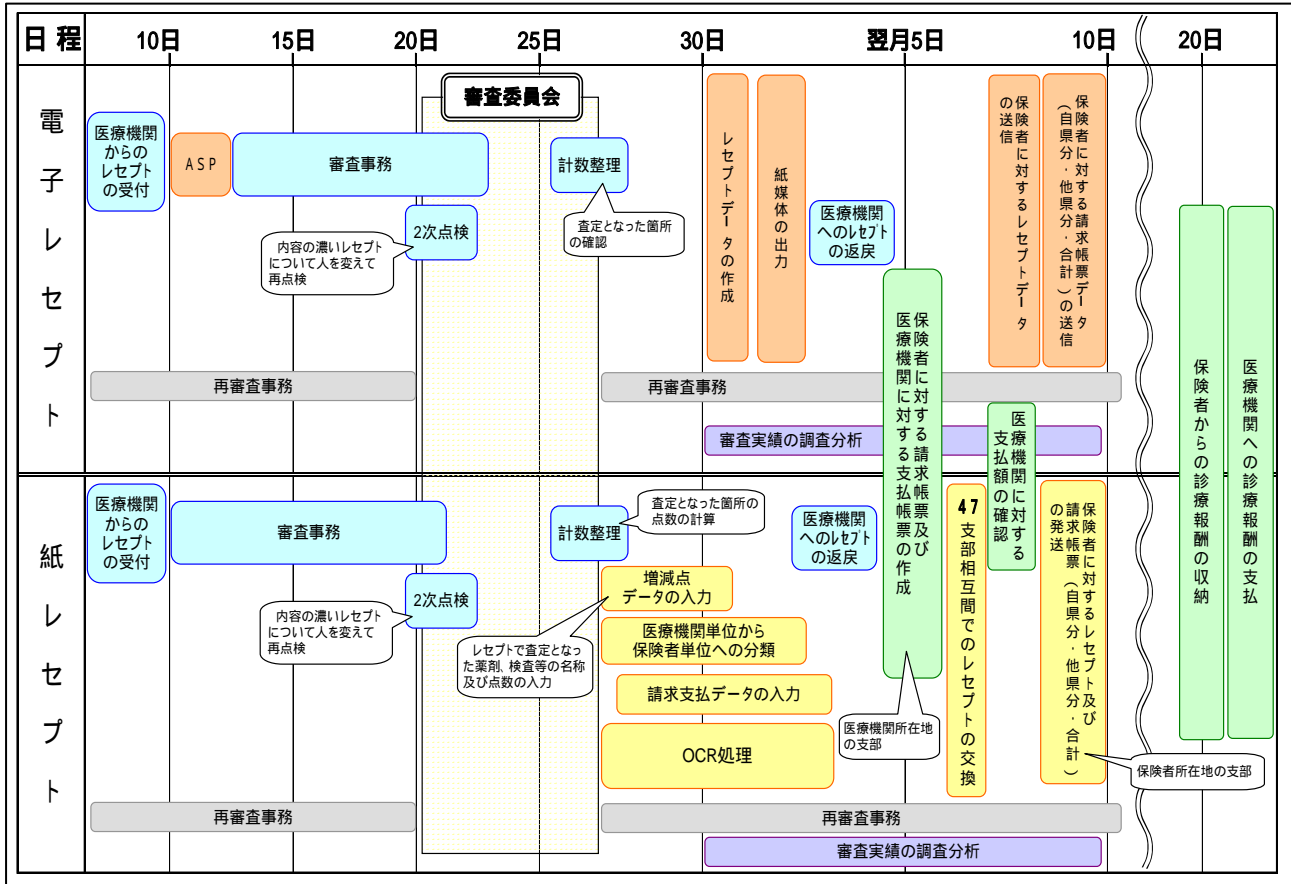 日程
10日
15日
20日
25日
30日
翌月5日
10日
20日
電子レセプト
審査委員会
医療機関
からの
レセプト
の受付
ASP
審査事務
2次点検
内容の濃いレセプト
について人を変えて
再点検
計数整理
査定となった箇所
の確認
レセプトデータの作成
紙媒体の出力
医療機関
へのレセプト
の返戻
保険者に対する請求帳票及び
医療機関に対する支払帳票の作成
保険者に対するレセプトデータ
の送信
保険者に対する請求帳票データ
(自県分・他県分・合計)の送信
再審査事務
再審査事務
審査実績の調査分析
医療機関に対する
支払額の確認
保険者からの診療報酬の収納
医療機関への診療報酬の支払
紙レセプト
医療機関
からの
レセプト
の受付
審査事務
2次点検
内容の濃いレセプト
について人を変えて
再点検
計数整理
査定となった箇所の
点数の計算
増減点
データの入力
レセプトで査定となっ
た薬剤、検査等の名称
及び点数の入力
医療機関単位から
保険者単位への分類
請求支払データの入力
OCR処理
医療機関
へのレセプト
の返戻
医療機関所在地
の支部
47支部相互間でのレセプトの交換
保険者に対するレセプト及び
請求帳票(自県分・他県分・合計)
の発送
保険者所在地の支部
再審査事務
再審査事務
審査実績の調査分析